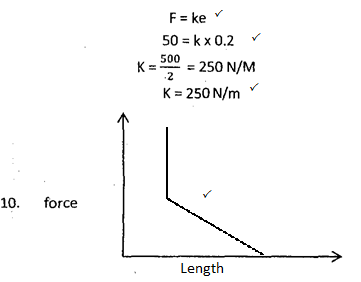 F = ke ✓
50 = k x 0.2 ✓
K = 500/.2 = 250 N/M
K = 250 N/m ✓
10. force
Length